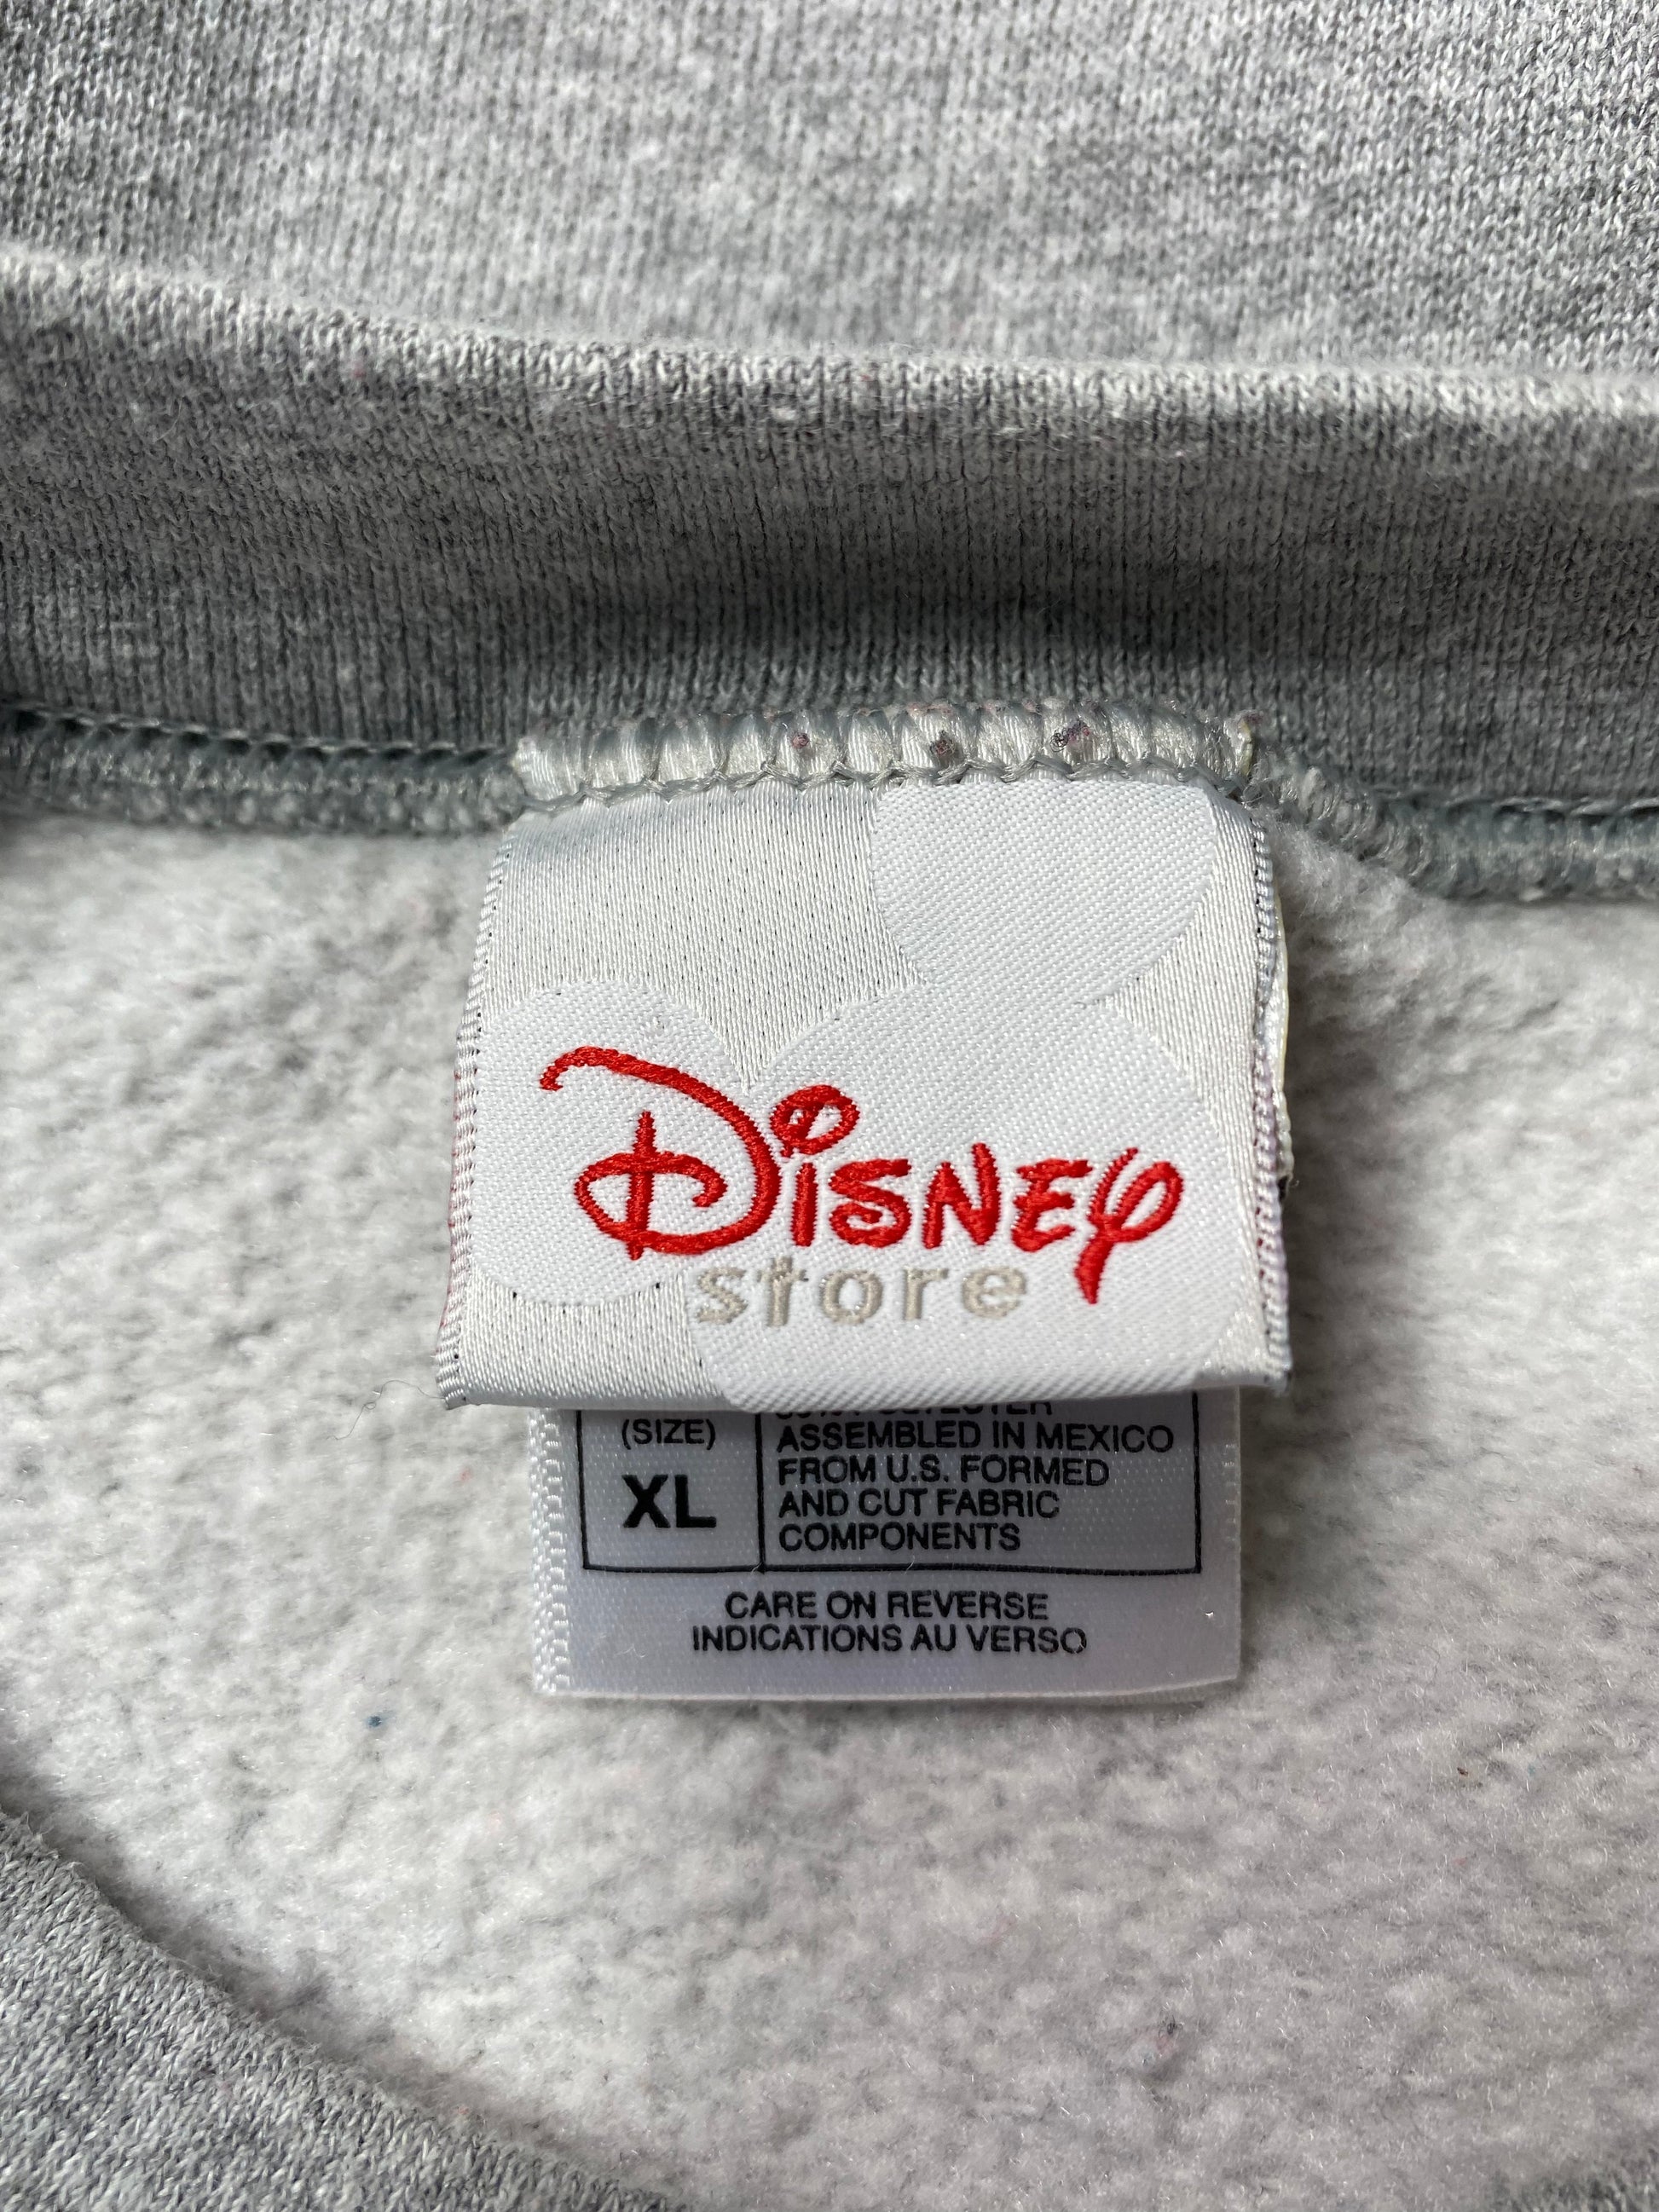 Disney
store
(SIZE)
XL
ASSEMBLED IN MEXICO
FROM U.S. FORMED
AND CUT FABRIC
COMPONENTS
CARE ON REVERSE
INDICATIONS AU VERSO